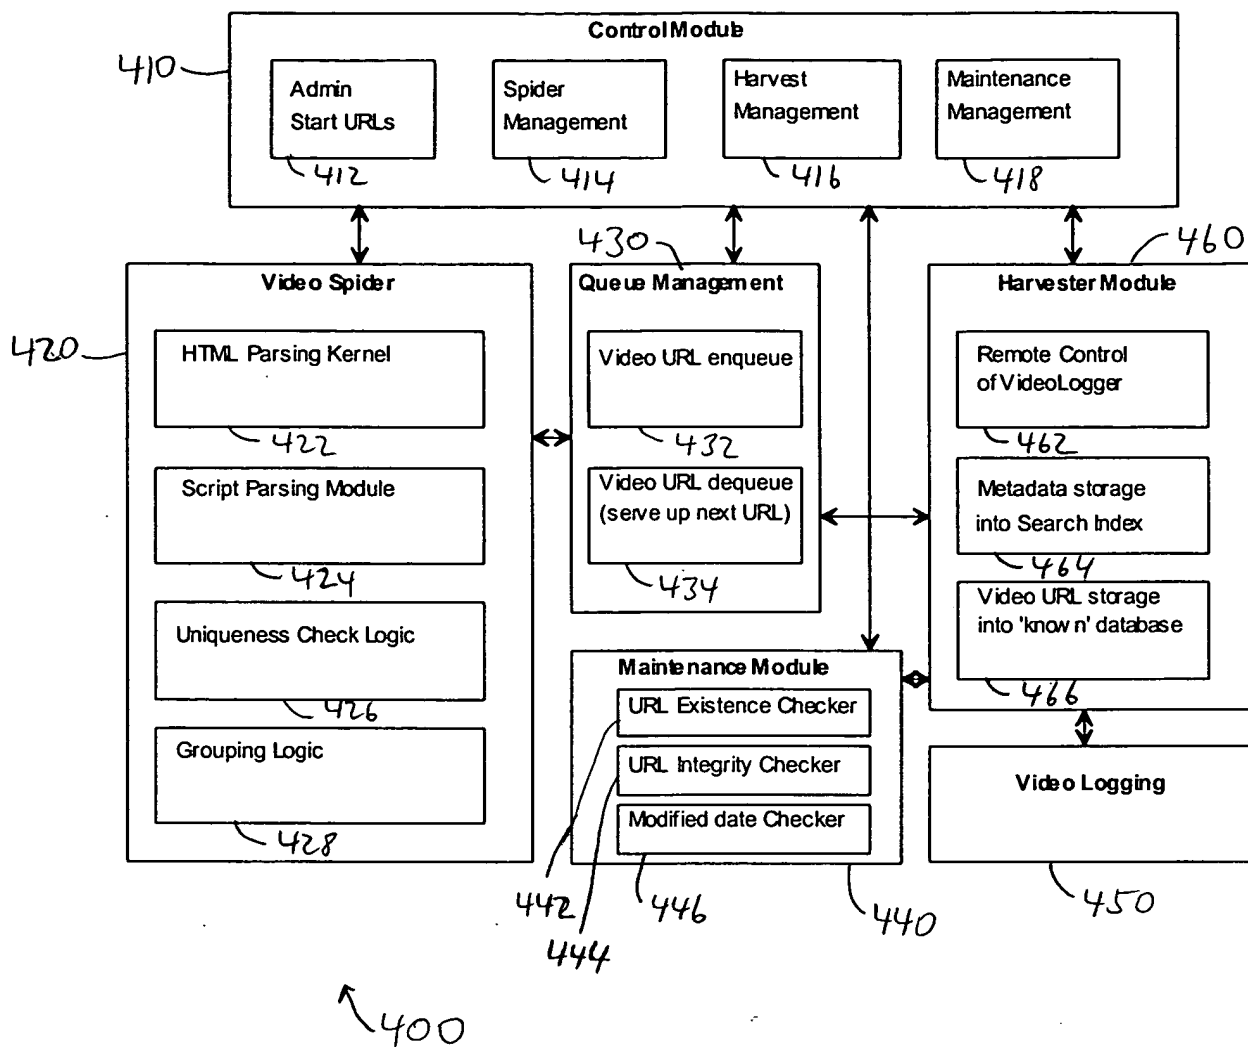 Control Module
410
Admin
Start URLs
412
Spider
Management
414
Harvest
Management
416
Maintenance
Management
418
420
Video Spider
HTML Parsing Kernel
422
Script Parsing Module
424
Uniqueness Check Logic
426
Grouping Logic
428
430
Queue Management
Video URL enqueue
432
Video URL dequeue
(serve up next URL)
434
460
Harvester Module
Remote Control
of VideoLogger
462
Metadata storage
into Search Index
464
Video URL storage
into 'known' database
466
Maintenance Module
URL Existence Checker
URL Integrity Checker
Modified date Checker
442
444
446
440
Video Logging
450
400